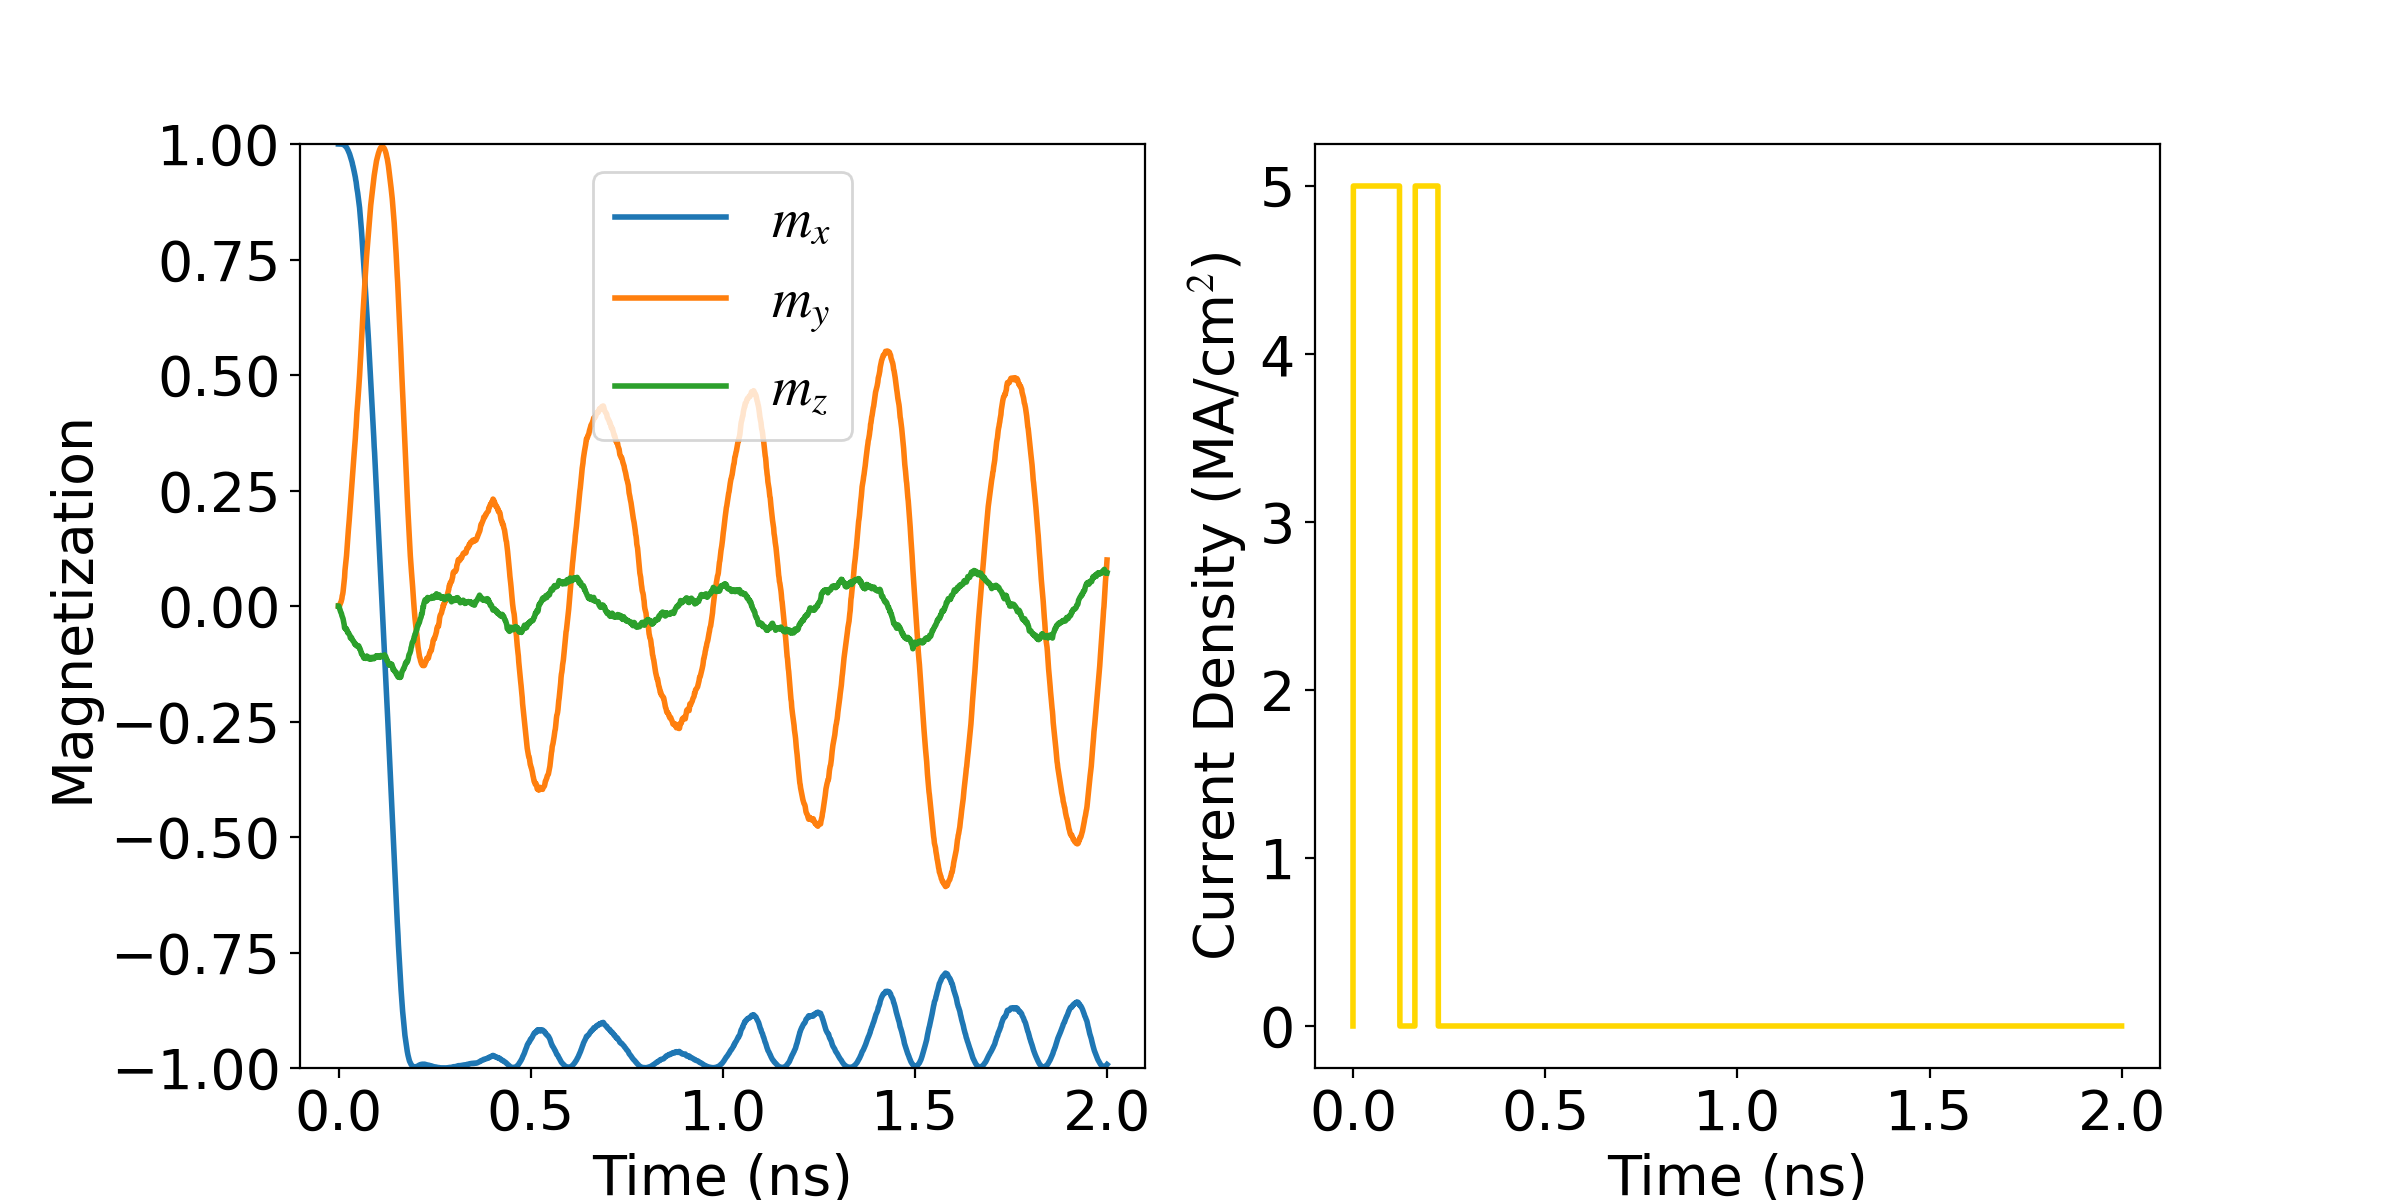 Magnetization
1.00
0.75
0.50
0.25
0.00
−0.25
−0.50
−0.75
−1.00
0.0 0.5 1.0 1.5 2.0
Time (ns)
m_x
m_y
m_z
Current Density (MA/cm²)
5
4
3
2
1
0
0.0 0.5 1.0 1.5 2.0
Time (ns)